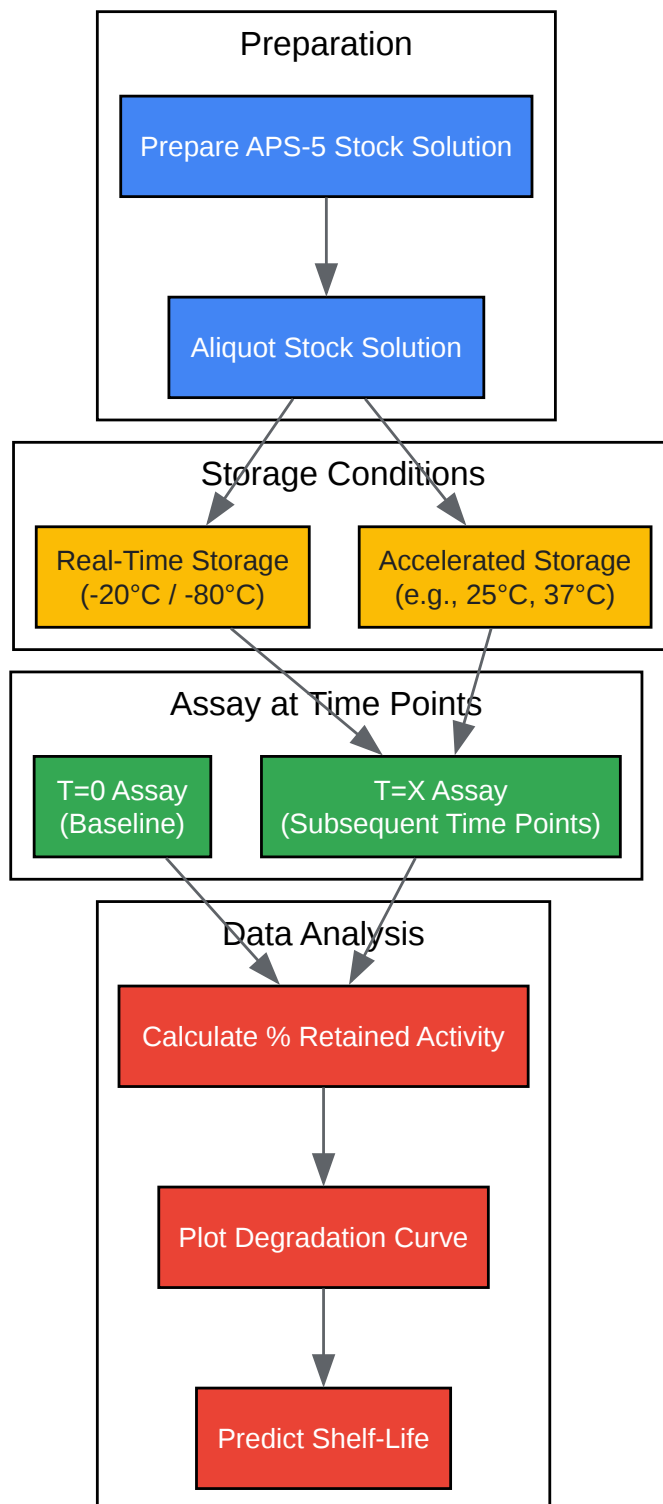 Preparation
Prepare APS-5 Stock Solution
Aliquot Stock Solution
Storage Conditions
Real-Time Storage
(-20°C / -80°C)
Accelerated Storage
(e.g., 25°C, 37°C)
Assay at Time Points
T=0 Assay
(Baseline)
T=X Assay
(Subsequent Time Points)
Data Analysis
Calculate % Retained Activity
Plot Degradation Curve
Predict Shelf-Life